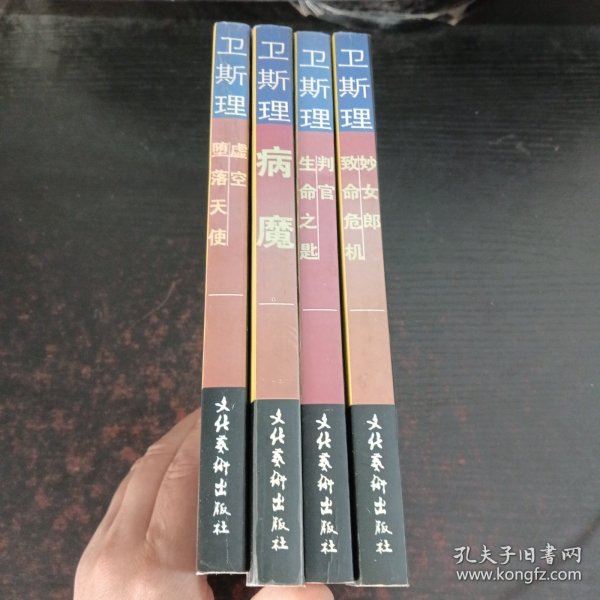 卫斯理
虚空
堕落天使
文化艺术出版社
卫斯理
病魔
文化艺术出版社
卫斯理
判官
生命之匙
文化艺术出版社
卫斯理
妙女郎
致命危机
文化艺术出版社
孔夫子旧书网
www.kongfz.com